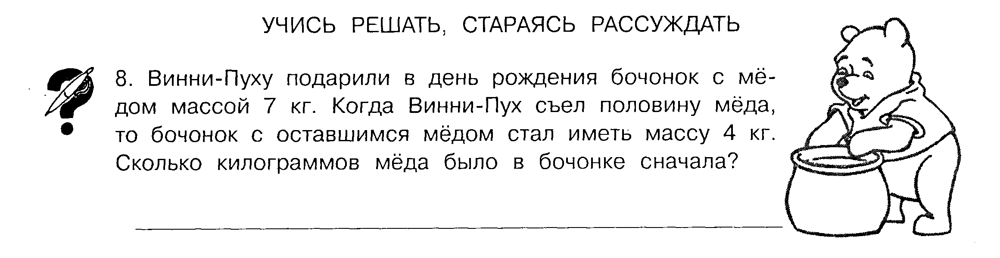 УЧИСЬ РЕШАТЬ, СТАРАЯСЬ РАССУЖДАТЬ
8. Винни-Пуху подарили в день рождения бочонок с мё-
дом массой 7 кг. Когда Винни-Пух съел половину мёда,
то бочонок с оставшимся мёдом стал иметь массу 4 кг.
Сколько килограммов мёда было в бочонке сначала?